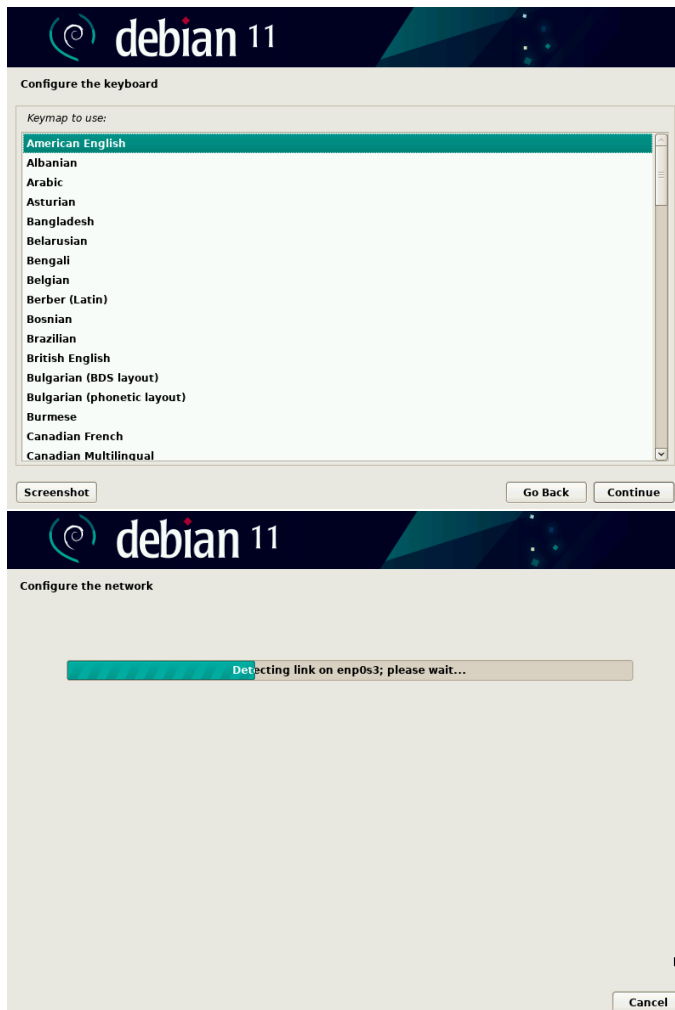 debian 11
Configure the keyboard
Keymap to use:
American English
Albanian
Arabic
Asturian
Bangladesh
Belarusian
Bengali
Belgian
Berber (Latin)
Bosnian
Brazilian
British English
Bulgarian (BDS layout)
Bulgarian (phonetic layout)
Burmese
Canadian French
Canadian Multilingual
Screenshot Go Back Continue
debian 11
Configure the network
Detecting link on enp0s3; please wait...
Cancel